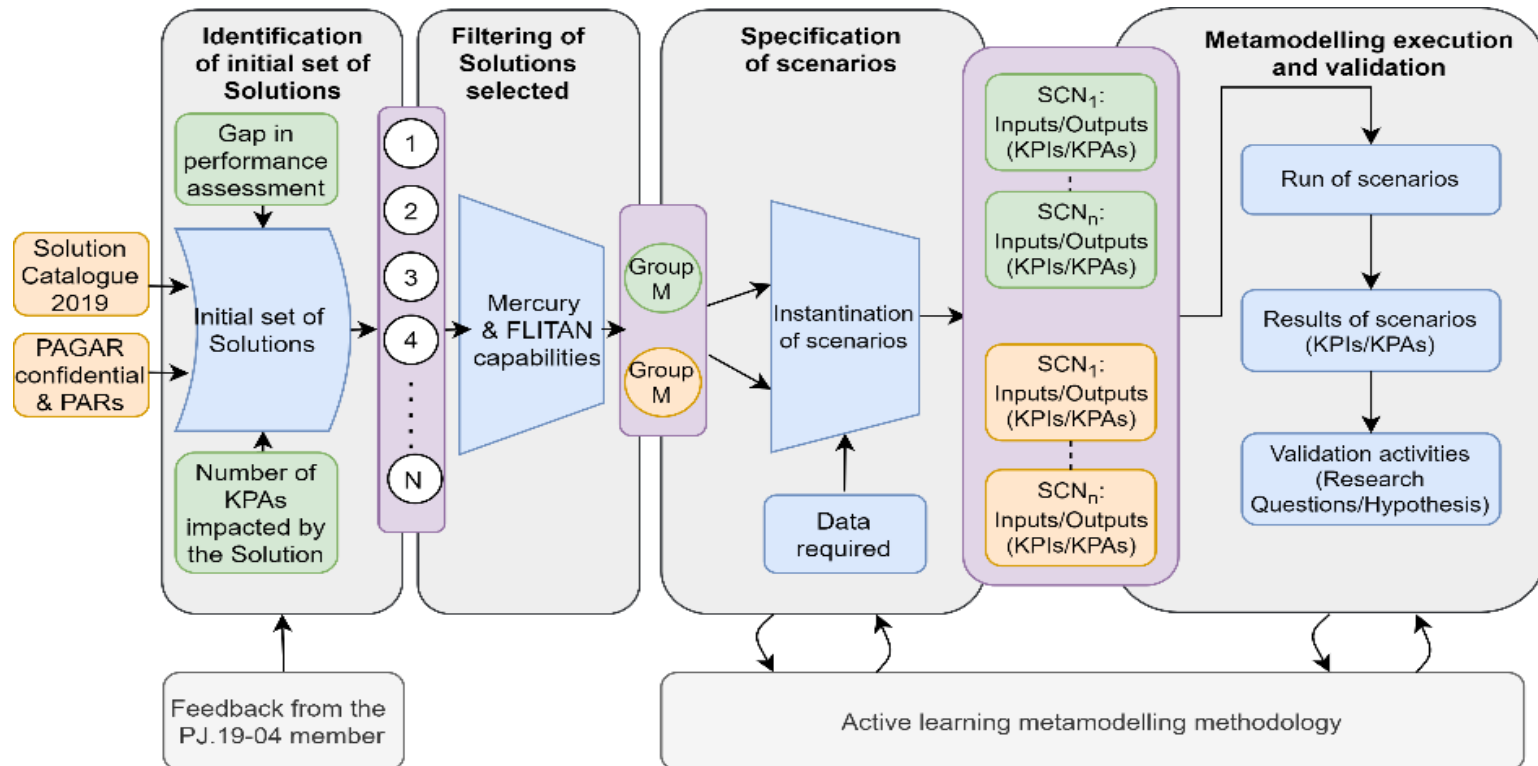 Identification
of initial set of
Solutions
Filtering of
Solutions
selected
Specification
of scenarios
Metamodelling execution
and validation
Gap in
performance
assessment
Solution
Catalogue
2019
PAGAR
confidential
& PARs
Initial set of
Solutions
Number of
KPAs
impacted by
the Solution
1
2
3
4
N
Mercury
& FLITAN
capabilities
Group
M
Group
M
Instantination
of scenarios
Data
required
SCN1:
Inputs/Outputs
(KPIs/KPAs)
SCNn:
Inputs/Outputs
(KPIs/KPAs)
SCN1:
Inputs/Outputs
(KPIs/KPAs)
SCNn:
Inputs/Outputs
(KPIs/KPAs)
Run of scenarios
Results of scenarios
(KPIs/KPAs)
Validation activities
(Research
Questions/Hypothesis)
Feedback from the
PJ.19-04 member
Active learning metamodelling methodology